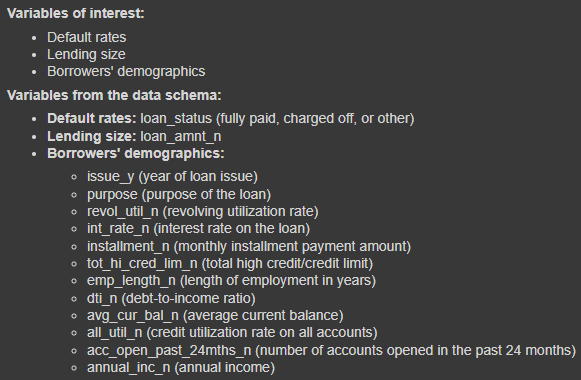 Variables of interest:
• Default rates
• Lending size
• Borrowers' demographics
Variables from the data schema:
• Default rates: loan_status (fully paid, charged off, or other)
• Lending size: loan_amnt_n
• Borrowers' demographics:
◦ issue_y (year of loan issue)
◦ purpose (purpose of the loan)
◦ revol_util_n (revolving utilization rate)
◦ int_rate_n (interest rate on the loan)
◦ installment_n (monthly installment payment amount)
◦ tot_hi_cred_lim_n (total high credit/credit limit)
◦ emp_length_n (length of employment in years)
◦ dti_n (debt-to-income ratio)
◦ avg_cur_bal_n (average current balance)
◦ all_util_n (credit utilization rate on all accounts)
◦ acc_open_past_24mths_n (number of accounts opened in the past 24 months)
◦ annual_inc_n (annual income)